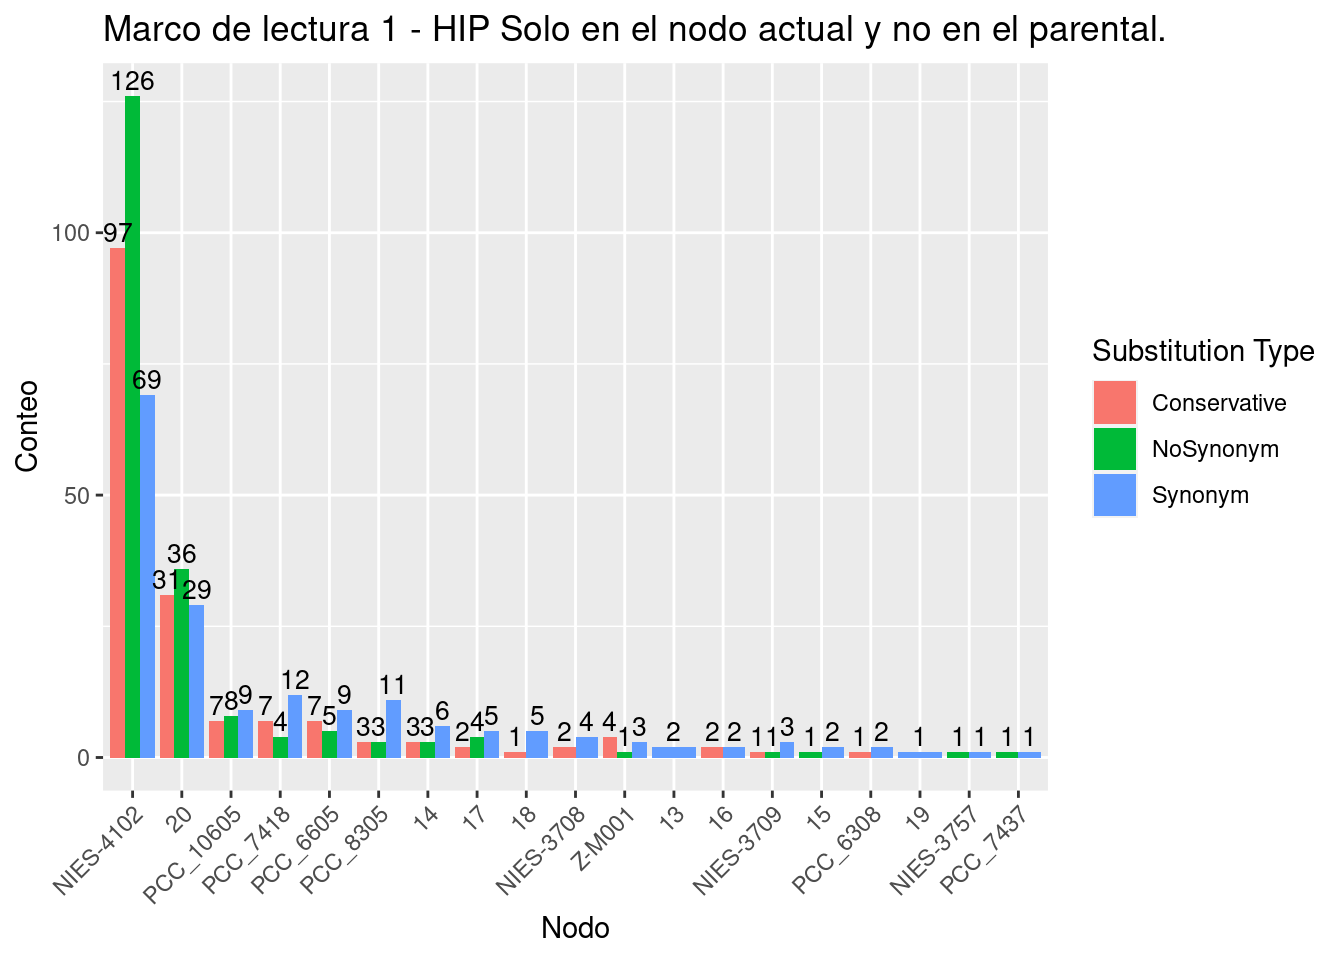 Marco de lectura 1 - HIP Solo en el nodo actual y no en el parental.
Conteo
100
50
0
97 126 69
31 36 29
7 8 9
7 4 12
7 5 9
3 3 11
3 3 6
2 4 5
1 5
2 4
4 1 3
2
2 2
1 1 3
1 2
1 2
1
1 1
1 1
NIES-4102
20
PCC_10605
PCC_7418
PCC_6605
PCC_8305
14
17
18
NIES-3708
Z-M001
13
16
NIES-3709
15
PCC_6308
19
NIES-3757
PCC_7437
Nodo
Substitution Type
Conservative
NoSynonym
Synonym